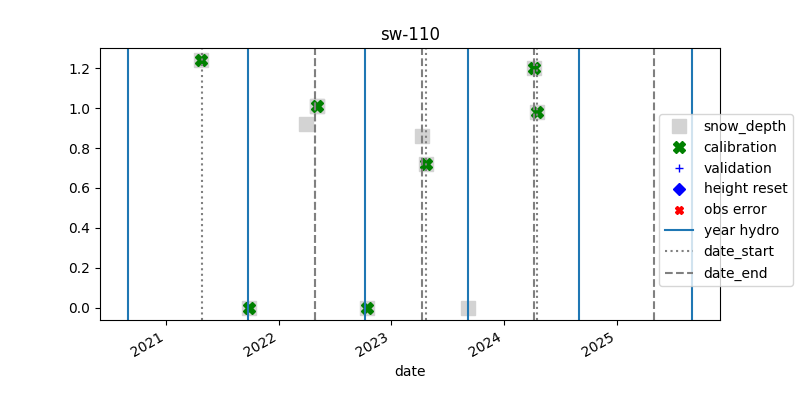 sw-110
1.2
1.0
0.8
0.6
0.4
0.2
0.0
snow_depth
calibration
validation
height reset
obs error
year hydro
date_start
date_end
2021
2022
2023
2024
2025
date